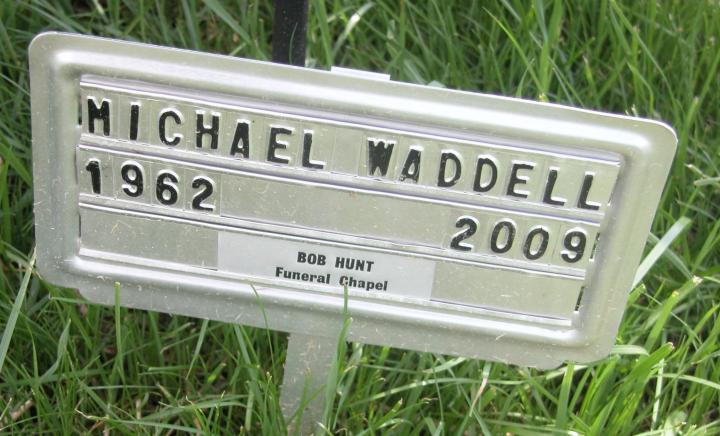 MICHAEL WADDELL
1962 2009
BOB HUNT
Funeral Chapel